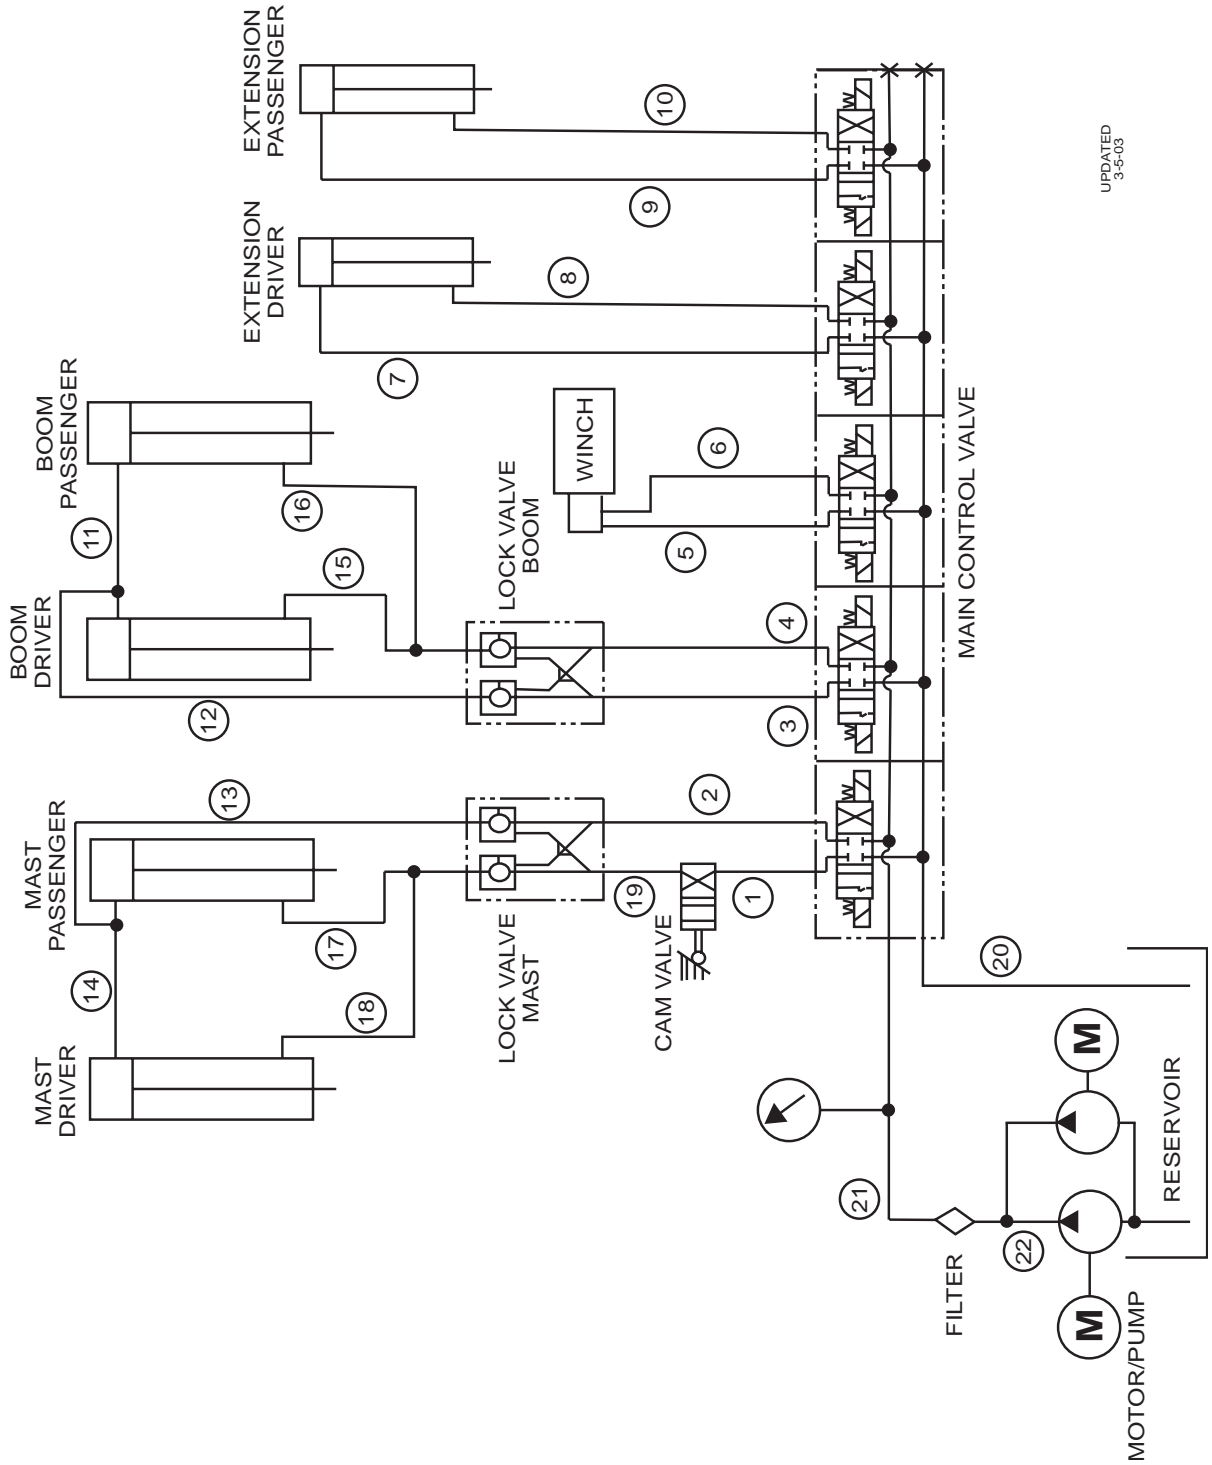 MAST
DRIVER
MAST
PASSENGER
BOOM
DRIVER
BOOM
PASSENGER
EXTENSION
DRIVER
EXTENSION
PASSENGER
14
13
12
11
18
17
15
16
7
8
9
10
LOCK VALVE
MAST
LOCK VALVE
BOOM
WINCH
CAM VALVE
19
2
1
3
4
5
6
MAIN CONTROL VALVE
21
20
FILTER
22
M
M
MOTOR/PUMP
RESERVOIR
UPDATED
3-5-03